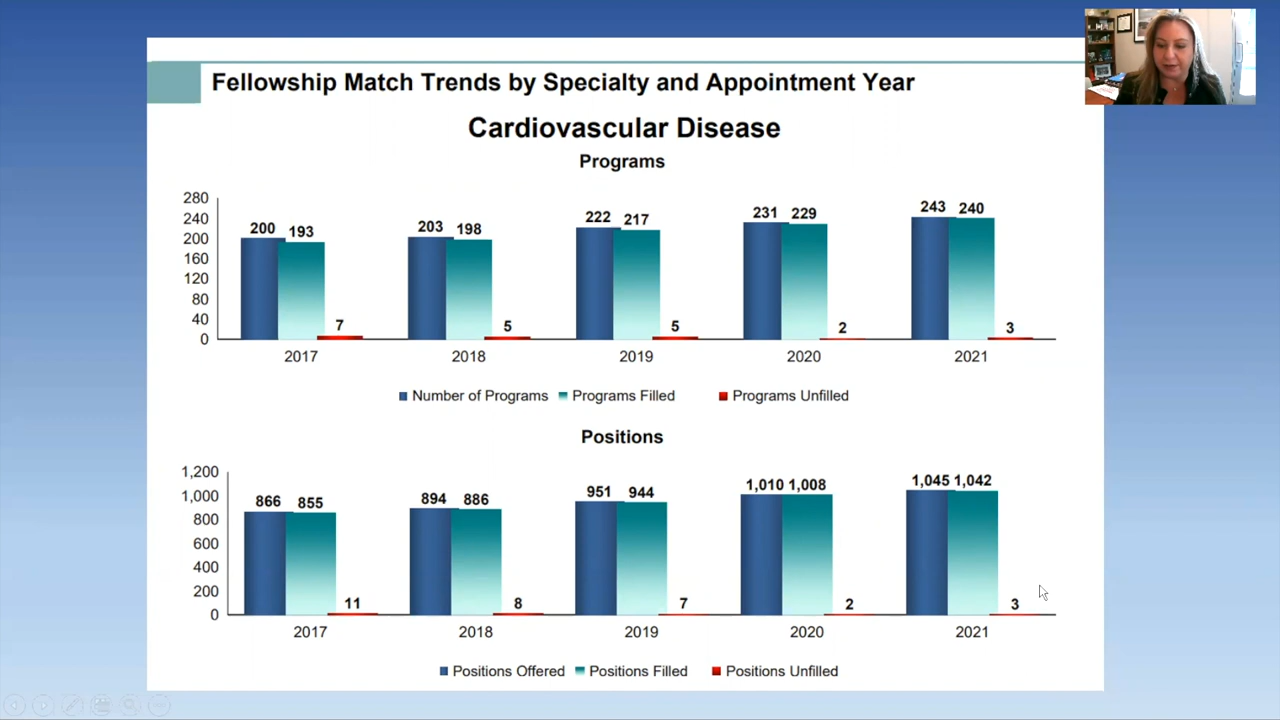 Fellowship Match Trends by Specialty and Appointment Year
Cardiovascular Disease
Programs
280
240
200
160
120
80
40
0
200 193 7
203 198 5
222 217 5
231 229 2
243 240 3
2017 2018 2019 2020 2021
Number of Programs Programs Filled Programs Unfilled
Positions
1,200
1,000
800
600
400
200
0
866 855 11
894 886 8
951 944 7
1,010 1,008 2
1,045 1,042 3
2017 2018 2019 2020 2021
Positions Offered Positions Filled Positions Unfilled